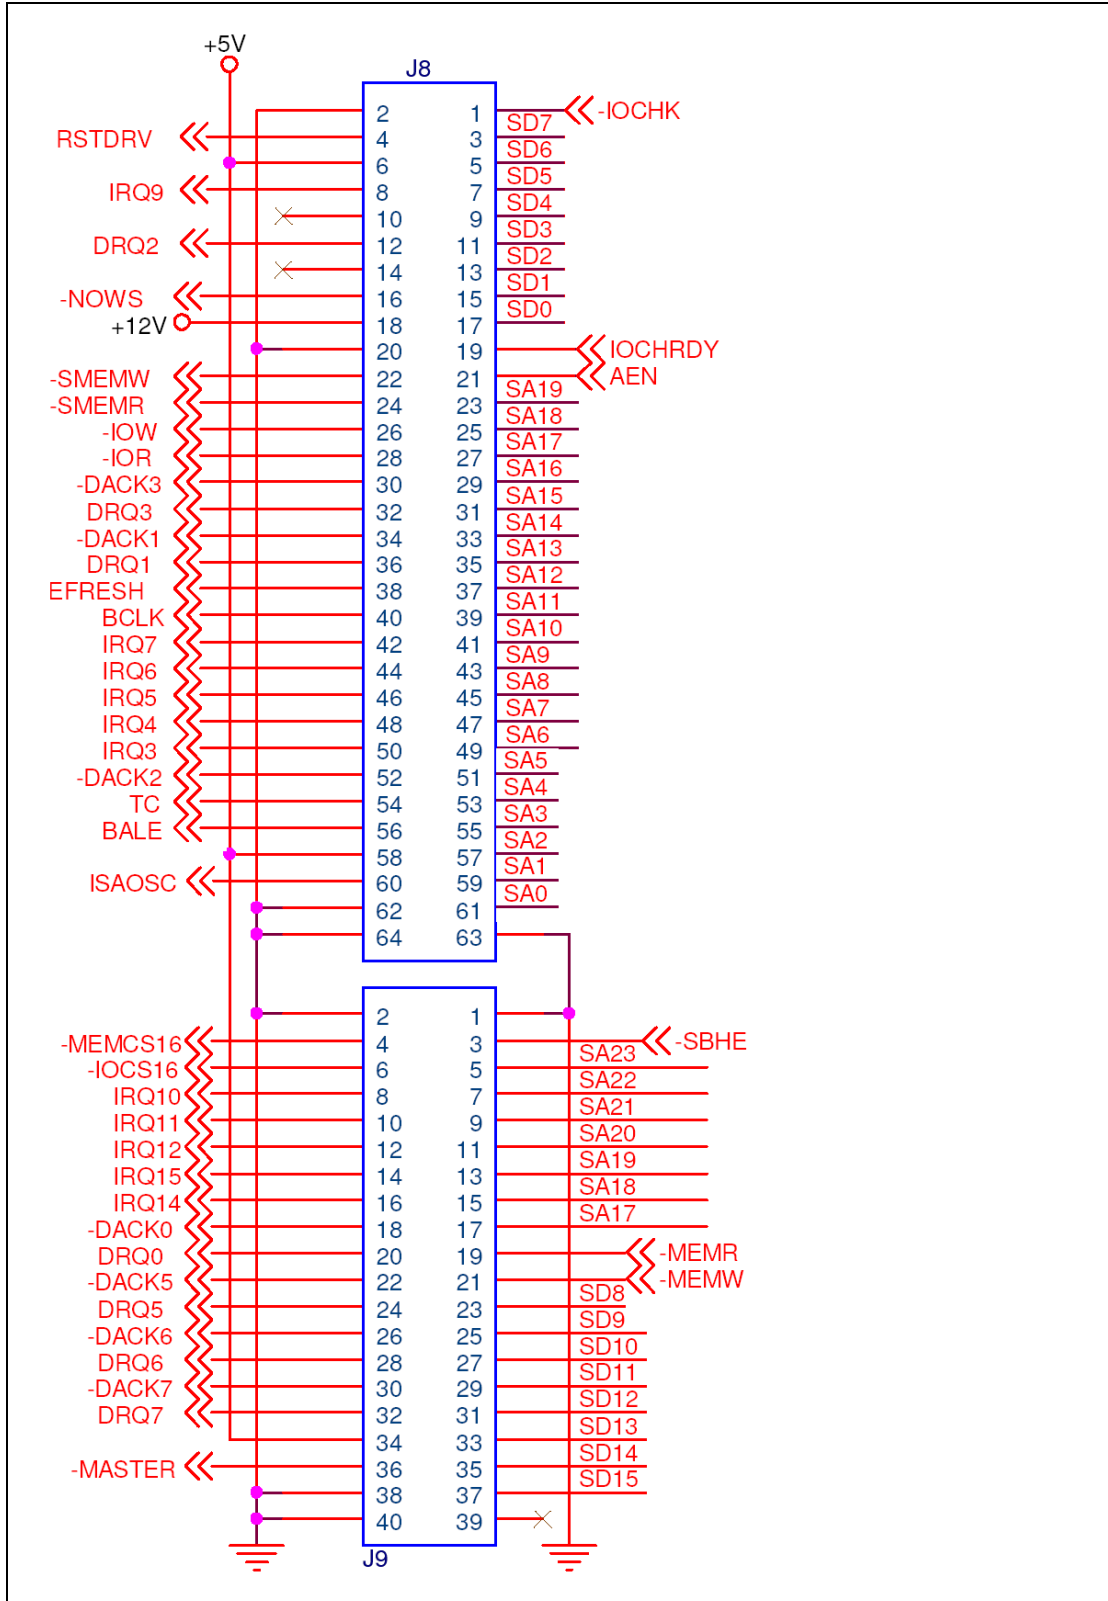 +5V
J8
2 1 -IOCHK
SD7
RSTDRV 4 3
SD6
6 5
SD5
IRQ9 8 7
SD4
10 9
SD3
DRQ2 12 11
SD2
14 13
SD1
-NOWS 16 15
SD0
+12V 18 17
20 19 IOCHRDY
-SMEMW 22 21 AEN
SA19
-SMEMR 24 23
SA18
-IOW 26 25
SA17
-IOR 28 27
SA16
-DACK3 30 29
SA15
DRQ3 32 31
SA14
-DACK1 34 33
SA13
DRQ1 36 35
SA12
EFRESH 38 37
SA11
BCLK 40 39
SA10
IRQ7 42 41
SA9
IRQ6 44 43
SA8
IRQ5 46 45
SA7
IRQ4 48 47
SA6
IRQ3 50 49
SA5
-DACK2 52 51
SA4
TC 54 53
SA3
BALE 56 55
SA2
58 57
SA1
ISAOSC 60 59
SA0
62 61
64 63
2 1
-MEMCS16 4 3 -SBHE
SA23
-IOCS16 6 5
SA22
IRQ10 8 7
SA21
IRQ11 10 9
SA20
IRQ12 12 11
SA19
IRQ15 14 13
SA18
IRQ14 16 15
SA17
-DACK0 18 17
DRQ0 20 19 -MEMR
-DACK5 22 21 -MEMW
SD8
DRQ5 24 23
SD9
-DACK6 26 25
SD10
DRQ6 28 27
SD11
-DACK7 30 29
SD12
DRQ7 32 31
SD13
34 33
SD14
-MASTER 36 35
SD15
38 37
40 39
J9